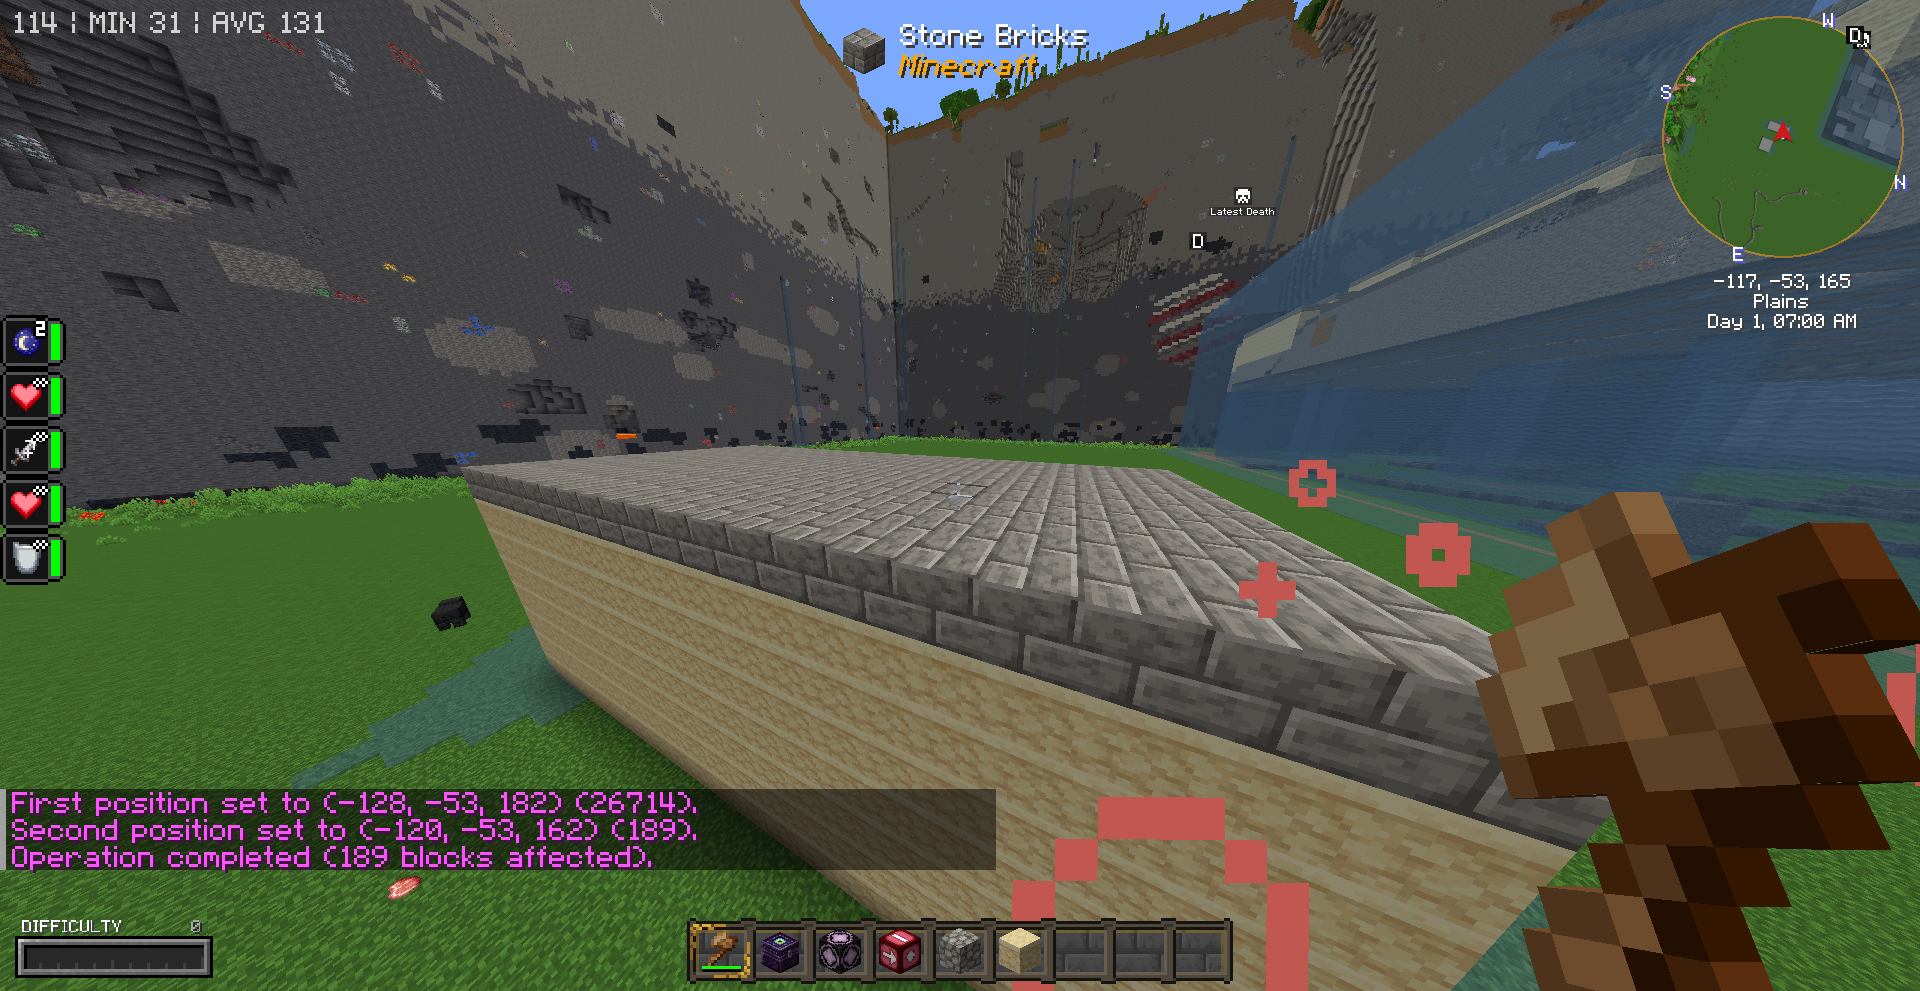 114 | MIN 31 | AVG 131
Stone Bricks
Minecraft
W
D
S
N
E
-117, -53, 165
Plains
Day 1, 07:00 AM
Latest Death
D
2
First position set to (-128, -53, 182) (26714).
Second position set to (-120, -53, 162) (189).
Operation completed (189 blocks affected).
DIFFICULTY 0